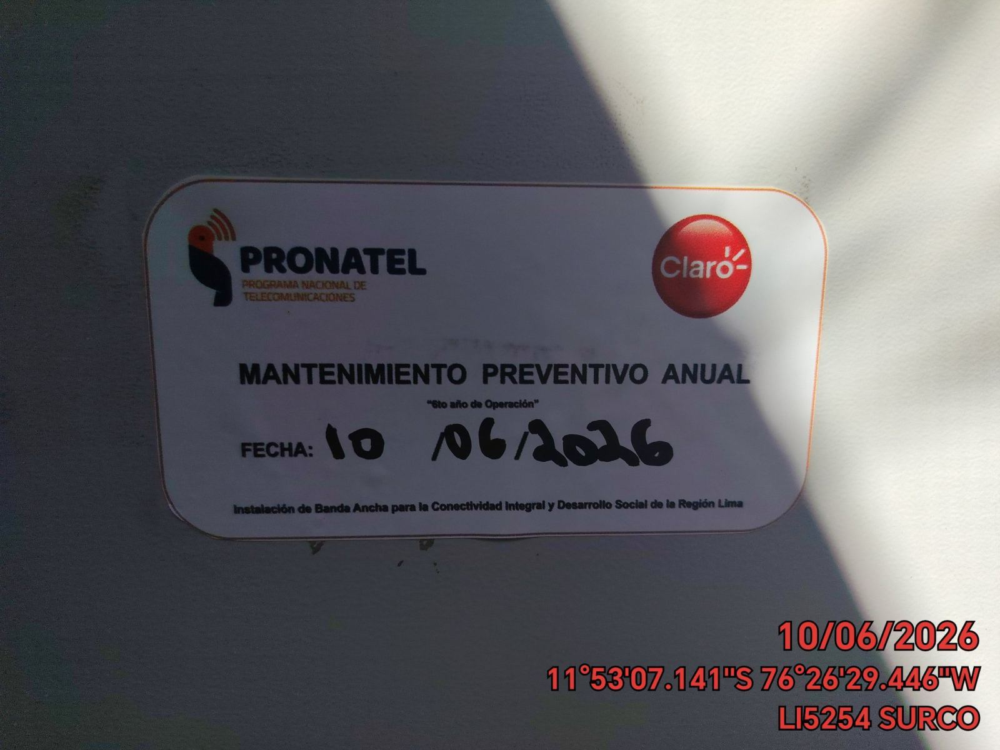 PRONATEL
PROGRAMA NACIONAL DE
TELECOMUNICACIONES
Claro
MANTENIMIENTO PREVENTIVO ANUAL
"6to año de Operación"
FECHA: 10 /06/2026
Instalación de Banda Ancha para la Conectividad Integral y Desarrollo Social de la Región Lima
10/06/2026
11°53'07.141"S 76°26'29.446"W
LI5254 SURCO